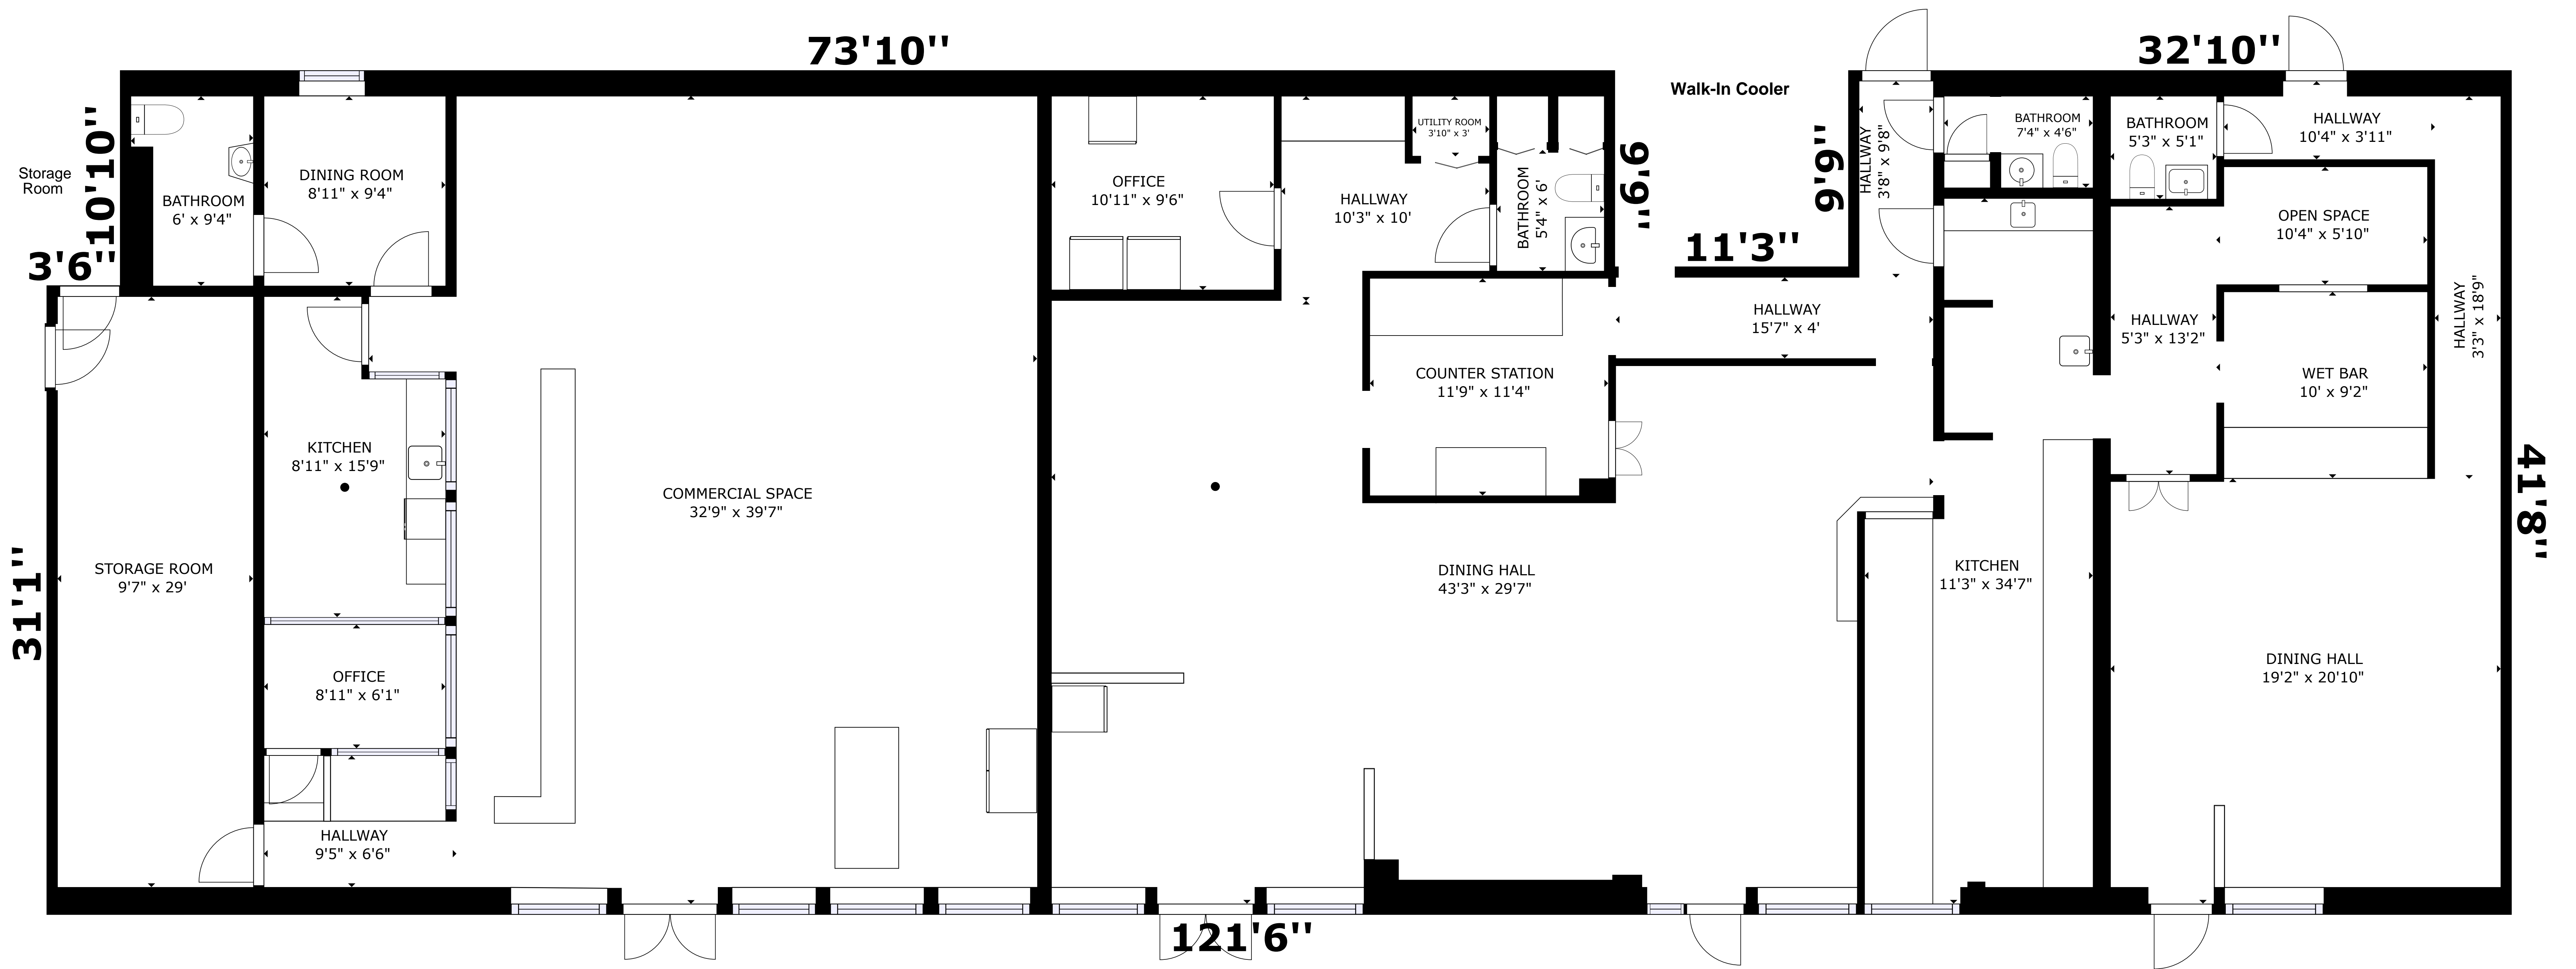 73'10''
32'10''
Walk-In Cooler
10'10''
Storage
Room
3'6''
BATHROOM
6' x 9'4"
DINING ROOM
8'11" x 9'4"
OFFICE
10'11" x 9'6"
HALLWAY
10'3" x 10'
UTILITY ROOM
3'10" x 3'
BATHROOM
5'4" x 6'
9'9''
11'3''
9'9''
HALLWAY
3'8" x 9'8"
BATHROOM
7'4" x 4'6"
BATHROOM
5'3" x 5'1"
HALLWAY
10'4" x 3'11"
OPEN SPACE
10'4" x 5'10"
HALLWAY
15'7" x 4'
HALLWAY
5'3" x 13'2"
WET BAR
10' x 9'2"
HALLWAY
3'3" x 18'9"
COUNTER STATION
11'9" x 11'4"
KITCHEN
8'11" x 15'9"
COMMERCIAL SPACE
32'9" x 39'7"
41'8''
31'1''
STORAGE ROOM
9'7" x 29'
DINING HALL
43'3" x 29'7"
KITCHEN
11'3" x 34'7"
OFFICE
8'11" x 6'1"
DINING HALL
19'2" x 20'10"
HALLWAY
9'5" x 6'6"
121'6''